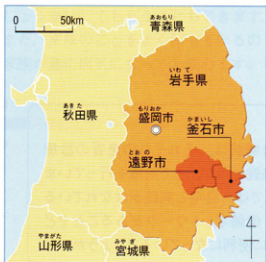 0 50km
あおもり
青森県
いわて
岩手県
あきた
秋田県
もりおか
盛岡市
かまいし
釜石市
とおの
遠野市
やまがた
山形県
みやぎ
宮城県